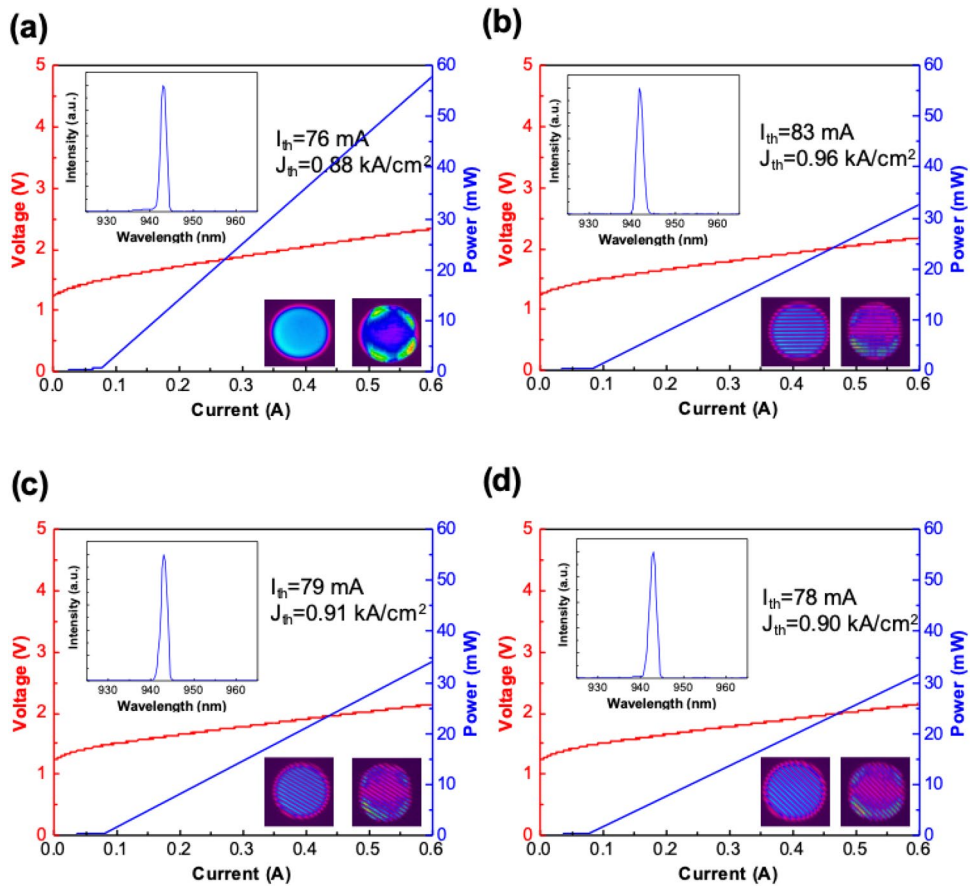 (a)
5
4
3
2
1
0
Voltage (V)
60
50
40
30
20
10
0
Power (mW)
Intensity (a.u.)
930 940 950 960
Wavelength (nm)
I_th=76 mA
J_th=0.88 kA/cm²
0.0 0.1 0.2 0.3 0.4 0.5 0.6
Current (A)
(b)
5
4
3
2
1
0
Voltage (V)
60
50
40
30
20
10
0
Power (mW)
Intensity (a.u.)
930 940 950 960
Wavelength (nm)
I_th=83 mA
J_th=0.96 kA/cm²
0.0 0.1 0.2 0.3 0.4 0.5 0.6
Current (A)
(c)
5
4
3
2
1
0
Voltage (V)
60
50
40
30
20
10
0
Power (mW)
Intensity (a.u.)
930 940 950 960
Wavelength (nm)
I_th=79 mA
J_th=0.91 kA/cm²
0.0 0.1 0.2 0.3 0.4 0.5 0.6
Current (A)
(d)
5
4
3
2
1
0
Voltage (V)
60
50
40
30
20
10
0
Power (mW)
Intensity (a.u.)
930 940 950 960
Wavelength (nm)
I_th=78 mA
J_th=0.90 kA/cm²
0.0 0.1 0.2 0.3 0.4 0.5 0.6
Current (A)